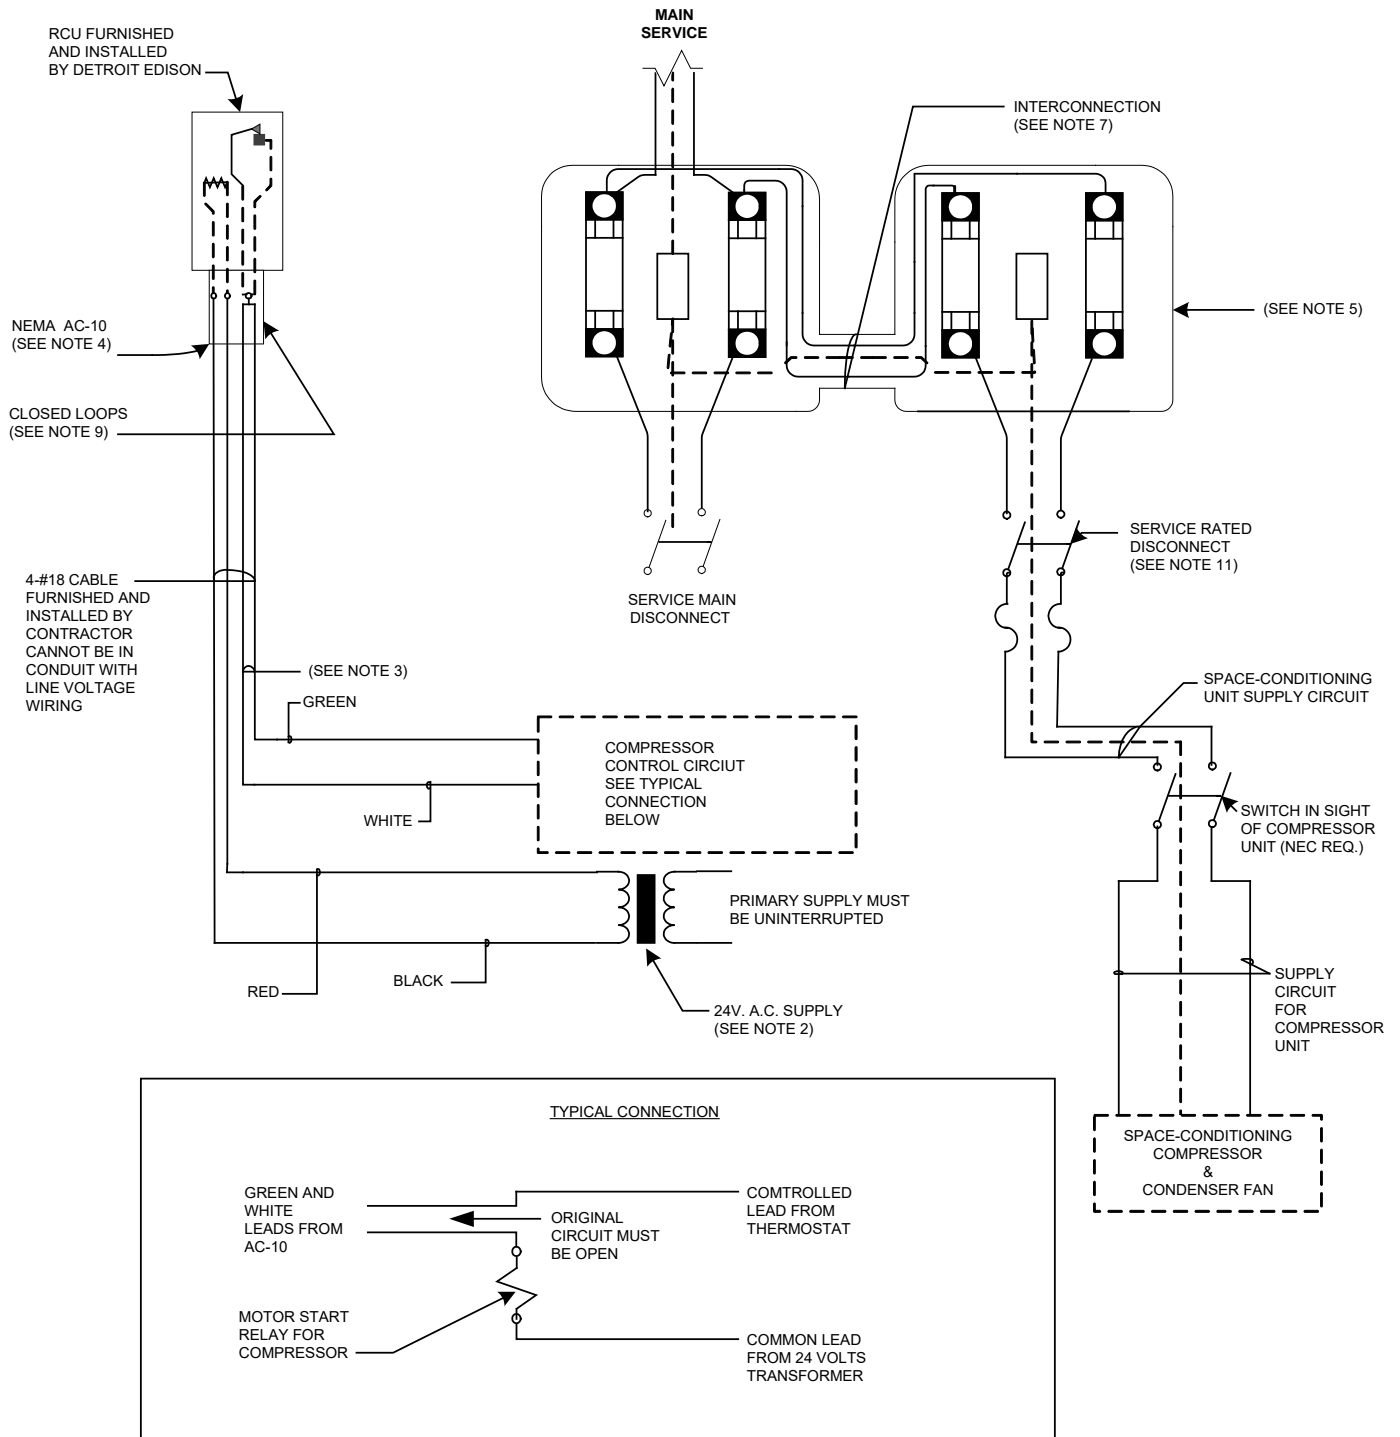 MAIN
SERVICE
RCU FURNISHED
AND INSTALLED
BY DETROIT EDISON
INTERCONNECTION
(SEE NOTE 7)
(SEE NOTE 5)
NEMA AC-10
(SEE NOTE 4)
CLOSED LOOPS
(SEE NOTE 9)
SERVICE RATED
DISCONNECT
(SEE NOTE 11)
4-#18 CABLE
FURNISHED AND
INSTALLED BY
CONTRACTOR
CANNOT BE IN
CONDUIT WITH
LINE VOLTAGE
WIRING
SERVICE MAIN
DISCONNECT
(SEE NOTE 3)
GREEN
SPACE-CONDITIONING
UNIT SUPPLY CIRCUIT
COMPRESSOR
CONTROL CIRCIUT
SEE TYPICAL
CONNECTION
BELOW
WHITE
SWITCH IN SIGHT
OF COMPRESSOR
UNIT (NEC REQ.)
PRIMARY SUPPLY MUST
BE UNINTERRUPTED
RED
BLACK
24V. A.C. SUPPLY
(SEE NOTE 2)
SUPPLY
CIRCUIT
FOR
COMPRESSOR
UNIT
SPACE-CONDITIONING
COMPRESSOR
&
CONDENSER FAN
TYPICAL CONNECTION
GREEN AND
WHITE
LEADS FROM
AC-10
ORIGINAL
CIRCUIT MUST
BE OPEN
COMTROLLED
LEAD FROM
THERMOSTAT
MOTOR START
RELAY FOR
COMPRESSOR
COMMON LEAD
FROM 24 VOLTS
TRANSFORMER